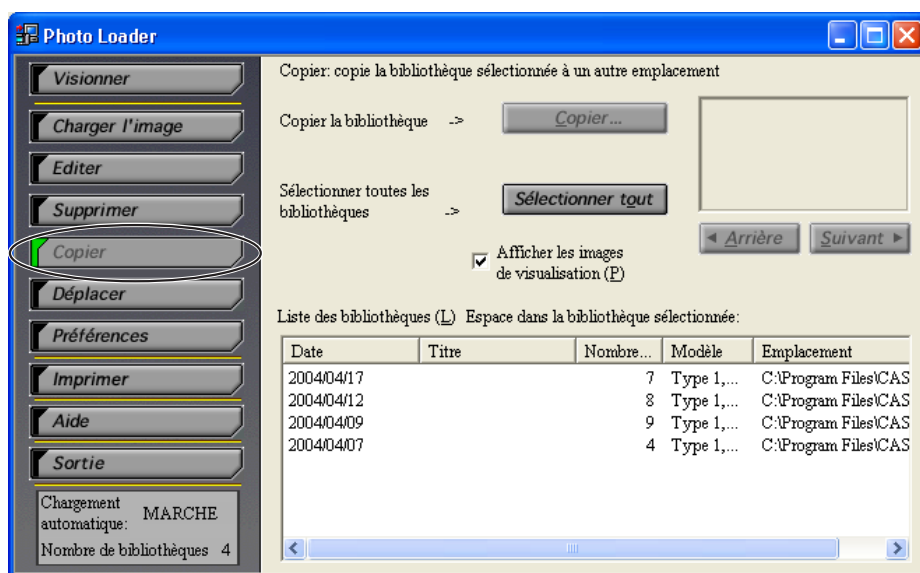 Photo Loader
Visionner
Charger l'image
Editer
Supprimer
Copier
Déplacer
Préférences
Imprimer
Aide
Sortie
Chargement
automatique: MARCHE
Nombre de bibliothèques 4
Copier: copie la bibliothèque sélectionnée à un autre emplacement
Copier la bibliothèque -> Copier...
Sélectionner toutes les
bibliothèques -> Sélectionner tout
Afficher les images
de visualisation (P)
Arrière Suivant
Liste des bibliothèques (L) Espace dans la bibliothèque sélectionnée:
Date Titre Nombre... Modèle Emplacement
2004/04/17 7 Type 1,... C:\Program Files\CAS
2004/04/12 8 Type 1,... C:\Program Files\CAS
2004/04/09 9 Type 1,... C:\Program Files\CAS
2004/04/07 4 Type 1,... C:\Program Files\CAS